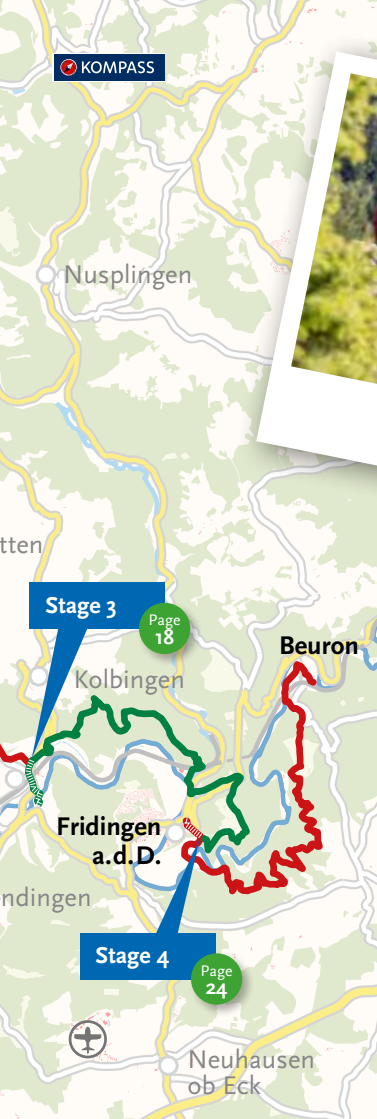 KOMPASS
Nusplingen
tten
Stage 3
Page
18
Beuron
Kolbingen
Fridingen
a.d.D.
ndingen
Stage 4
Page
24
Neuhausen
ob Eck